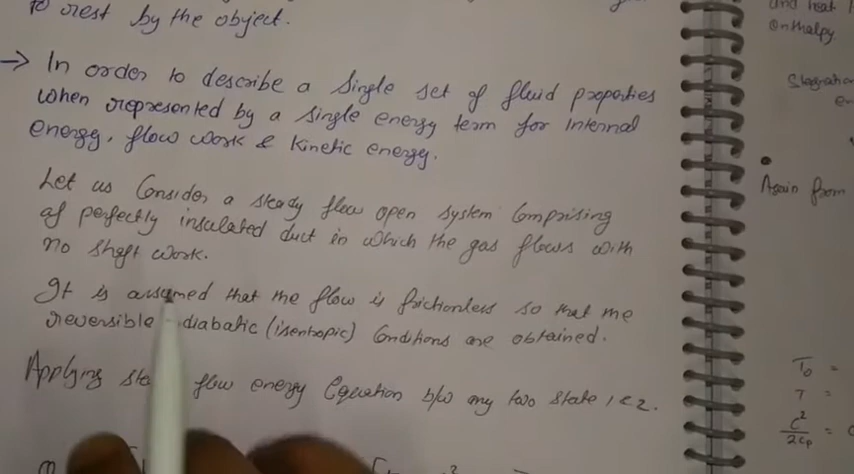 To rest by the object.
→ In order to describe a single set of fluid properties
when represented by a single energy term for internal
energy, flow work & kinetic energy.
Let us Consider a steady flow open system Comprising
of perfectly insulated duct in which the gas flows with
no shaft work.
It is assumed that the flow is frictionless so that the
reversible adiabatic (isentropic) Conditions are obtained.
Applying flow energy Equation b/w any two state 1 & 2.
and heat
Enthalpy
Stagnation
Again from
T₀ =
T =
C²/2Cp =